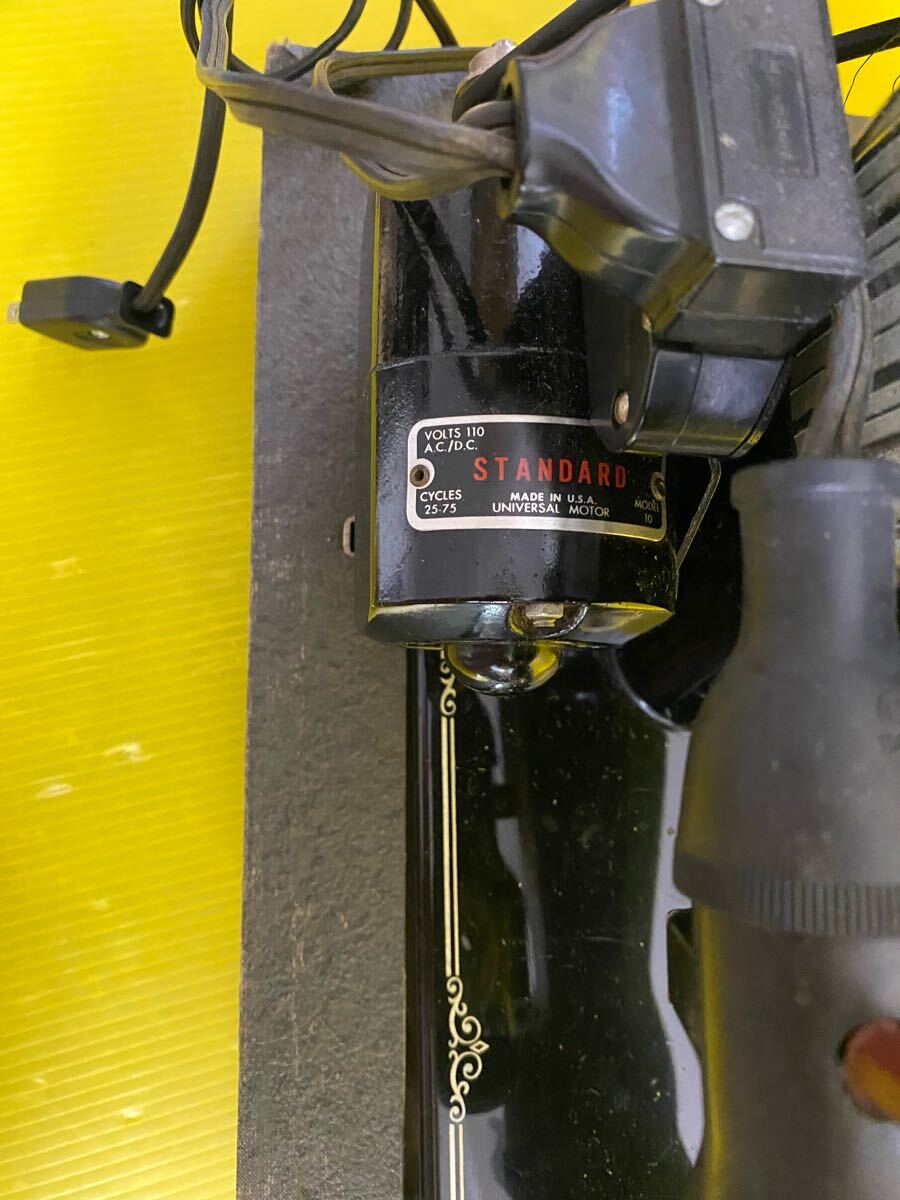 VOLTS 110
A.C./D.C.
STANDARD
CYCLES
25-75
MADE IN U.S.A.
UNIVERSAL MOTOR
MODEL
10